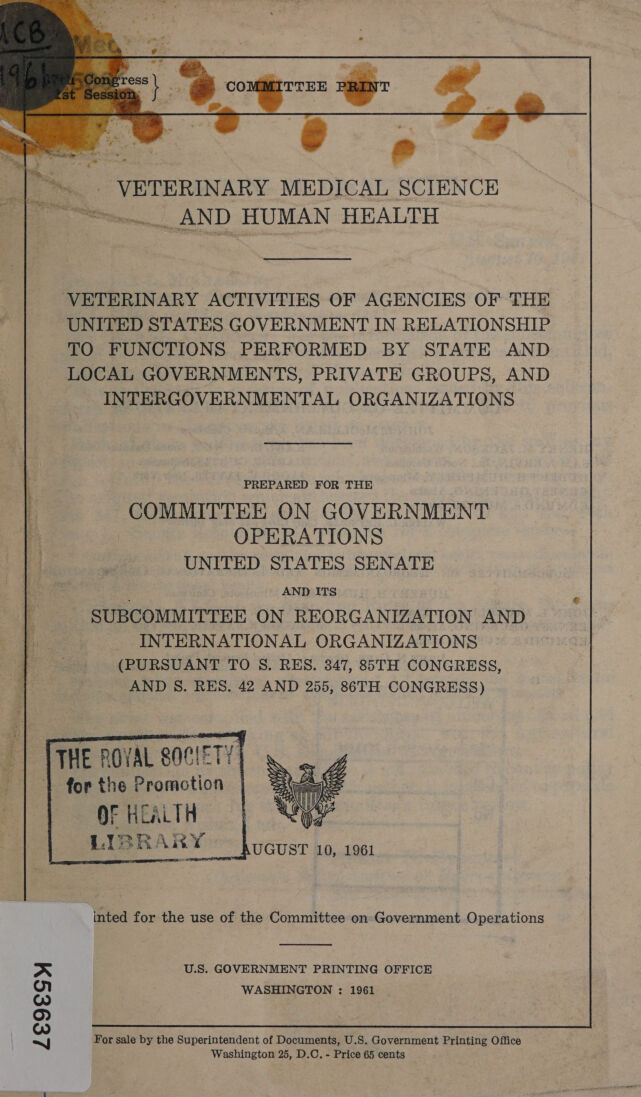 MCB
Med
1961
87th Congress }
1st Session }
COMMITTEE PRINT
VETERINARY MEDICAL SCIENCE
AND HUMAN HEALTH
VETERINARY ACTIVITIES OF AGENCIES OF THE
UNITED STATES GOVERNMENT IN RELATIONSHIP
TO FUNCTIONS PERFORMED BY STATE AND
LOCAL GOVERNMENTS, PRIVATE GROUPS, AND
INTERGOVERNMENTAL ORGANIZATIONS
PREPARED FOR THE
COMMITTEE ON GOVERNMENT
OPERATIONS
UNITED STATES SENATE
AND ITS
SUBCOMMITTEE ON REORGANIZATION AND
INTERNATIONAL ORGANIZATIONS
(PURSUANT TO S. RES. 347, 85TH CONGRESS,
AND S. RES. 42 AND 255, 86TH CONGRESS)
THE ROYAL SOCIETY
for the Promotion
OF HEALTH
LIBRARY
AUGUST 10, 1961
inted for the use of the Committee on Government Operations
U.S. GOVERNMENT PRINTING OFFICE
WASHINGTON : 1961
K53637
For sale by the Superintendent of Documents, U.S. Government Printing Office
Washington 25, D.C. - Price 65 cents